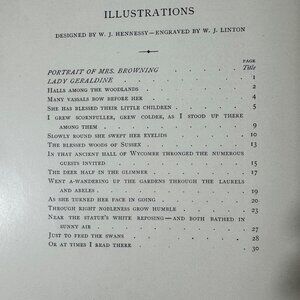 ILLUSTRATIONS
DESIGNED BY W. J. HENNESSY—ENGRAVED BY W. J. LINTON
PAGE
PORTRAIT OF MRS. BROWNING . . . . . Title
LADY GERALDINE . . . . . 1
HALLS AMONG THE WOODLANDS . . . . . 2
MANY VASSALS BOW BEFORE HER . . . . . 4
SHE HAS BLESSED THEIR LITTLE CHILDREN . . . . . 5
I GREW SCORNFULLER, GREW COLDER, AS I STOOD UP THERE
AMONG THEM . . . . . 9
SLOWLY ROUND SHE SWEPT HER EYELIDS . . . . . 10
THE BLESSED WOODS OF SUSSEX . . . . . 13
IN THAT ANCIENT HALL OF WYCOMBE THRONGED THE NUMEROUS
GUESTS INVITED . . . . . 15
THE DEER HALF IN THE GLIMMER . . . . . 17
WENT A-WANDERING UP THE GARDENS THROUGH THE LAURELS
AND ABELES . . . . . 19
AS SHE TURNED HER FACE IN GOING . . . . . 20
THROUGH RIGHT NOBLENESS GROW HUMBLE . . . . . 23
NEAR THE STATUE'S WHITE REPOSING—AND BOTH BATHED IN
SUNNY AIR . . . . . 27
JUST TO FEED THE SWANS . . . . . 28
OR AT TIMES I READ THERE . . . . . 30